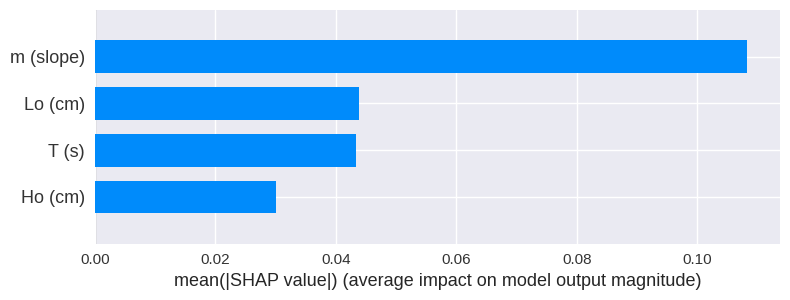 m (slope)
Lo (cm)
T (s)
Ho (cm)
0.00 0.02 0.04 0.06 0.08 0.10
mean(|SHAP value|) (average impact on model output magnitude)